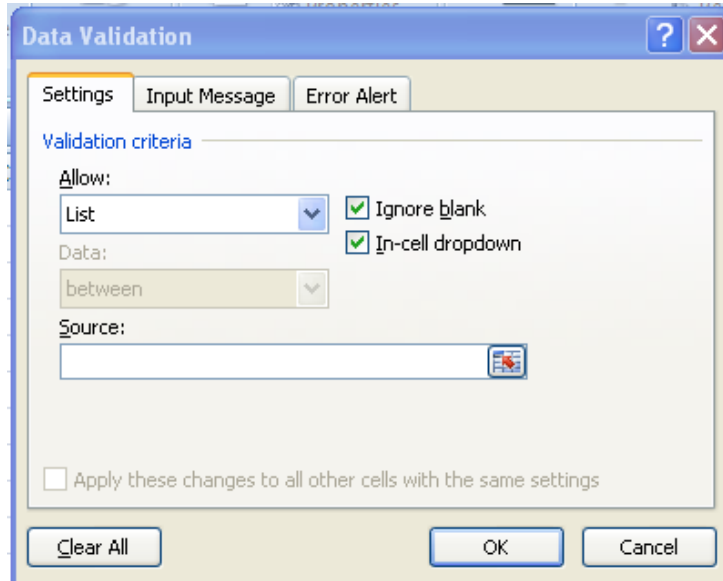 Properties
Data Validation
?
Settings Input Message Error Alert
Validation criteria
Allow:
List
Ignore blank
In-cell dropdown
Data:
between
Source:
Apply these changes to all other cells with the same settings
Clear All OK Cancel